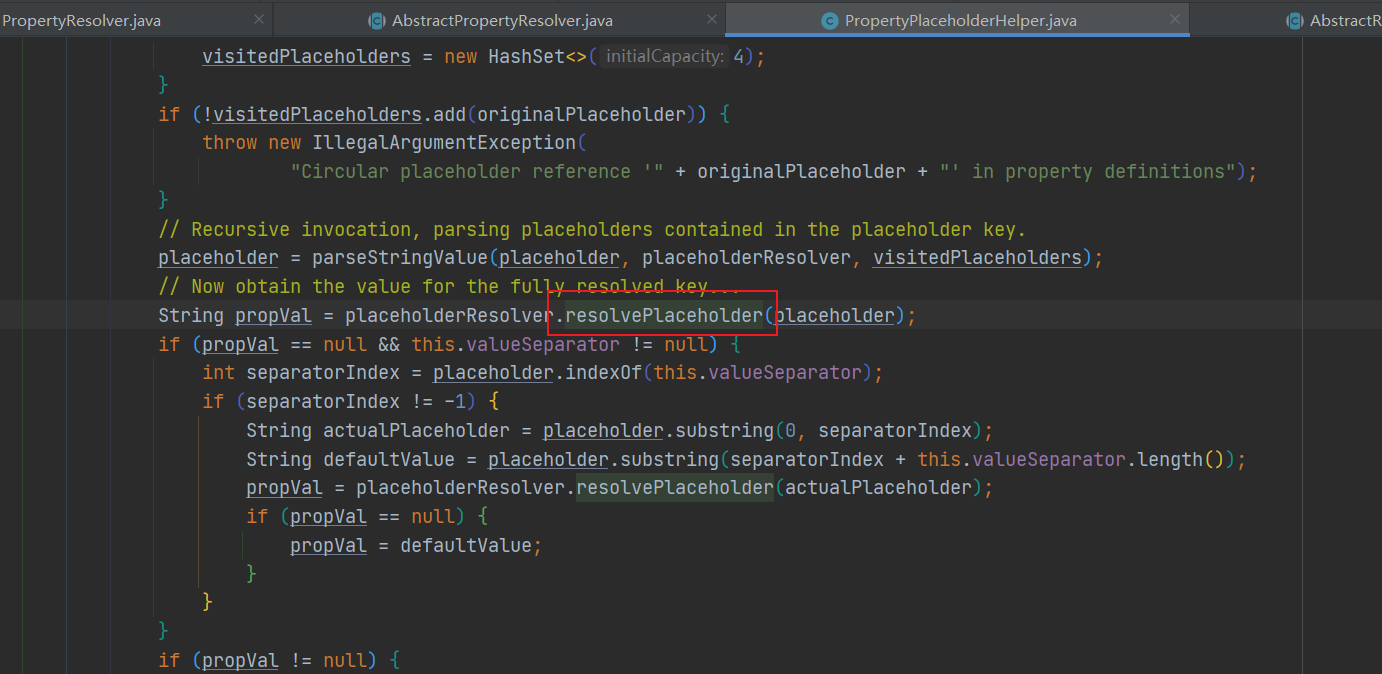 PropertyResolver.java AbstractPropertyResolver.java PropertyPlaceholderHelper.java AbstractR
visitedPlaceholders = new HashSet<>( initialCapacity: 4);
}
if (!visitedPlaceholders.add(originalPlaceholder)) {
throw new IllegalArgumentException(
"Circular placeholder reference '" + originalPlaceholder + "' in property definitions");
}
// Recursive invocation, parsing placeholders contained in the placeholder key.
placeholder = parseStringValue(placeholder, placeholderResolver, visitedPlaceholders);
// Now obtain the value for the fully resolved key...
String propVal = placeholderResolver.resolvePlaceholder(placeholder);
if (propVal == null && this.valueSeparator != null) {
int separatorIndex = placeholder.indexOf(this.valueSeparator);
if (separatorIndex != -1) {
String actualPlaceholder = placeholder.substring(0, separatorIndex);
String defaultValue = placeholder.substring(separatorIndex + this.valueSeparator.length());
propVal = placeholderResolver.resolvePlaceholder(actualPlaceholder);
if (propVal == null) {
propVal = defaultValue;
}
}
}
if (propVal != null) {